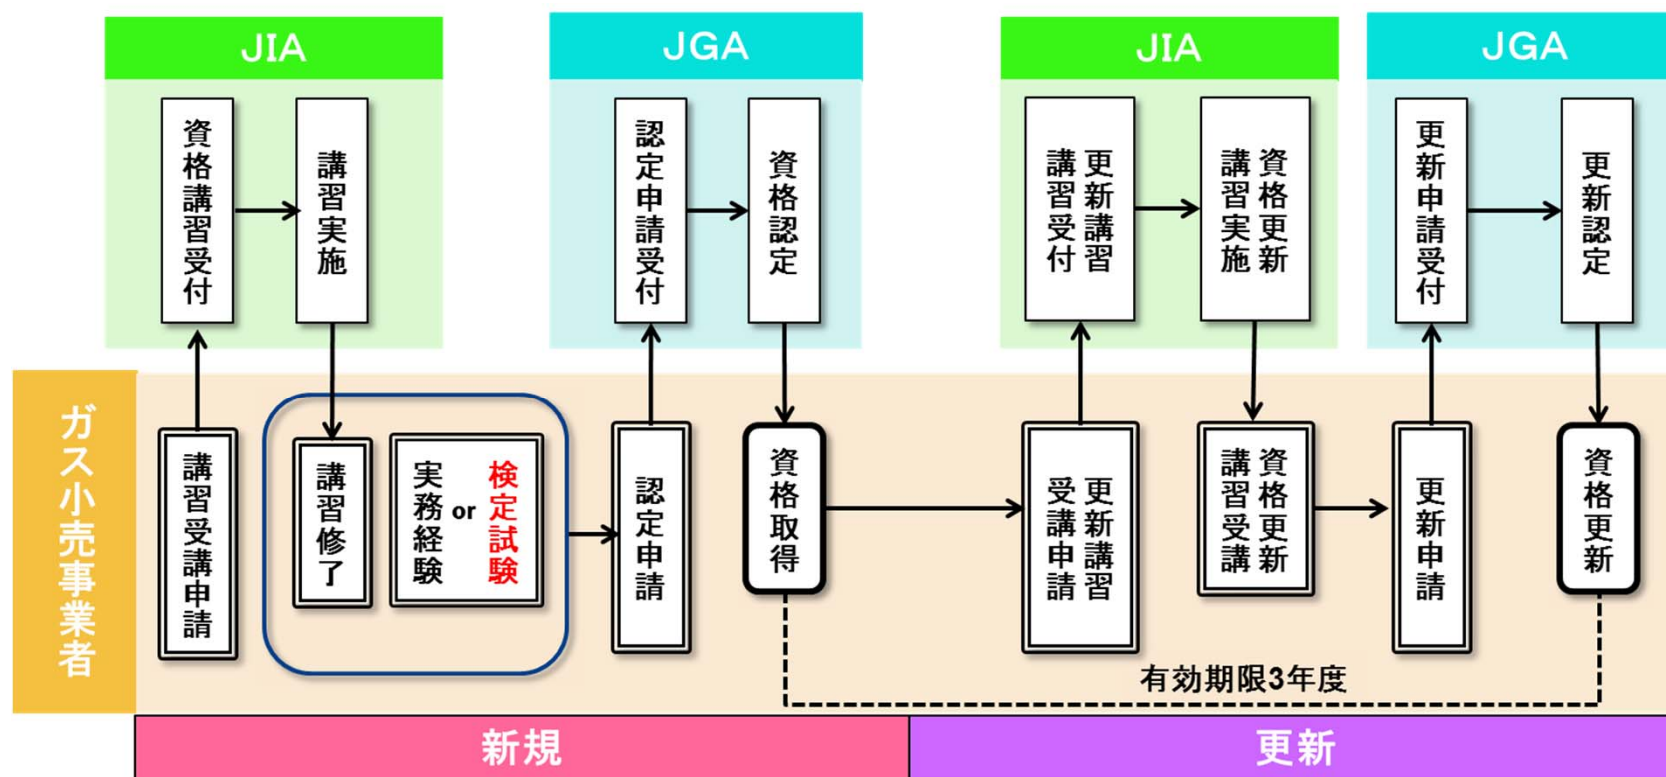 JIA
JGA
JIA
JGA
資格講習受付
講習実施
認定申請受付
資格認定
更新講習
講習受付
資格更新
講習実施
更新申請受付
更新認定
ガス小売事業者
講習受講申請
講習修了
実務経験
or
検定試験
認定申請
資格取得
更新講習
受講申請
資格更新
講習受講
更新申請
資格更新
有効期限3年度
新規
更新